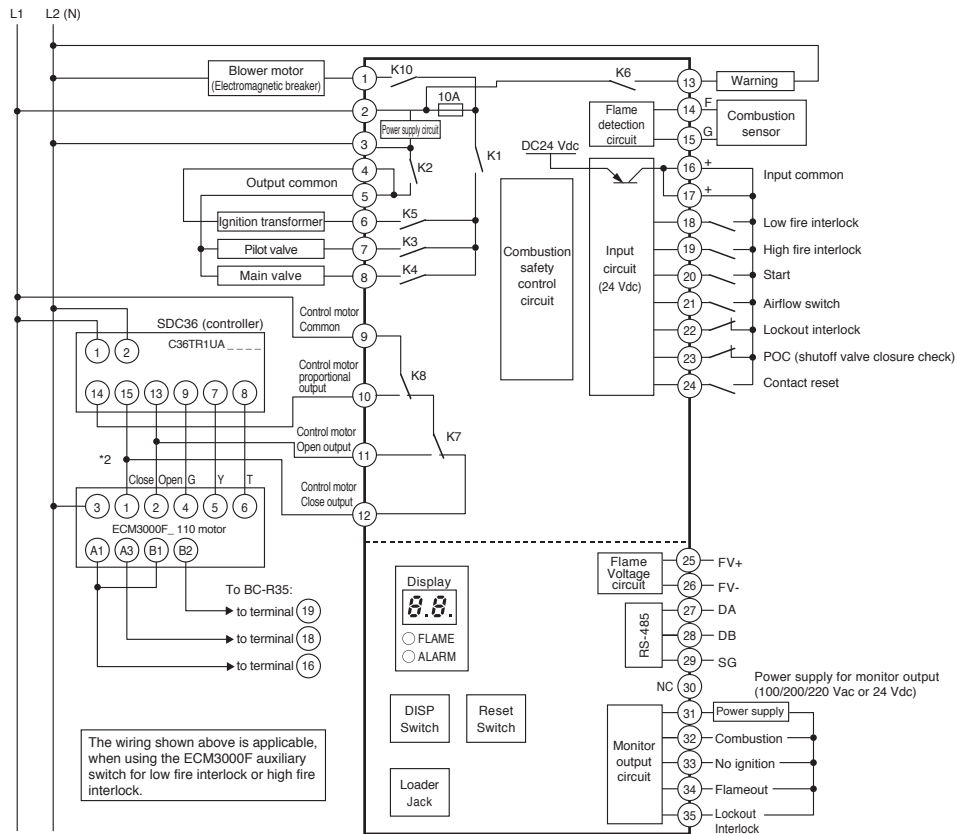 L1 L2 (N)
Blower motor
(Electromagnetic breaker)
1
K10
K6
13
Warning
2
10A
Power supply circuit
3
Flame
detection
circuit
14
F
15
G
Combustion
sensor
DC24 Vdc
K1
K2
4
Output common
5
16
+
17
+
Input common
Ignition transformer
6
K5
Pilot valve
7
K3
Main valve
8
K4
Combustion
safety
control
circuit
Input
circuit
(24 Vdc)
18
Low fire interlock
19
High fire interlock
20
Start
21
Airflow switch
22
Lockout interlock
23
POC (shutoff valve closure check)
24
Contact reset
SDC36 (controller)
C36TR1UA _ _ _ _
1 2
14 15 13 9 7 8
Control motor
Common
9
K8
Control motor
proportional
output
10
K7
Control motor
Open output
11
Control motor
Close output
12
*2
Close Open G Y T
3 1 2 4 5 6
ECM3000F_ 110 motor
A1 A3 B1 B2
To BC-R35:
to terminal 19
to terminal 18
to terminal 16
The wiring shown above is applicable,
when using the ECM3000F auxiliary
switch for low fire interlock or high fire
interlock.
Display
8.8.
FLAME
ALARM
DISP
Switch
Reset
Switch
Loader
Jack
Flame
Voltage
circuit
25
FV+
26
FV-
RS-485
27
DA
28
DB
29
SG
NC 30
Power supply for monitor output
(100/200/220 Vac or 24 Vdc)
Monitor
output
circuit
31
Power supply
32
Combustion
33
No ignition
34
Flameout
35
Lockout
Interlock